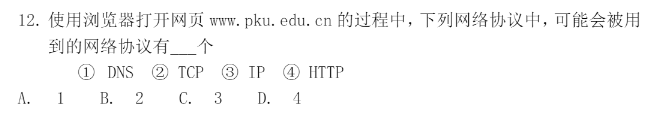 12. 使用浏览器打开网页 www.pku.edu.cn 的过程中，下列网络协议中，可能会被用
到的网络协议有___个
① DNS ② TCP ③ IP ④ HTTP
A. 1 B. 2 C. 3 D. 4